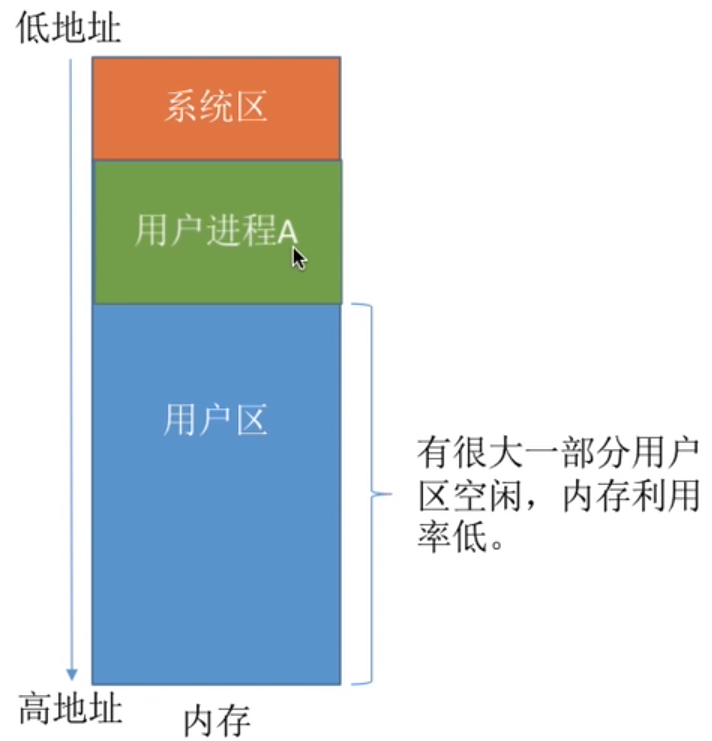 低地址
系统区
用户进程A
用户区
有很大一部分用户
区空闲，内存利用
率低。
高地址
内存